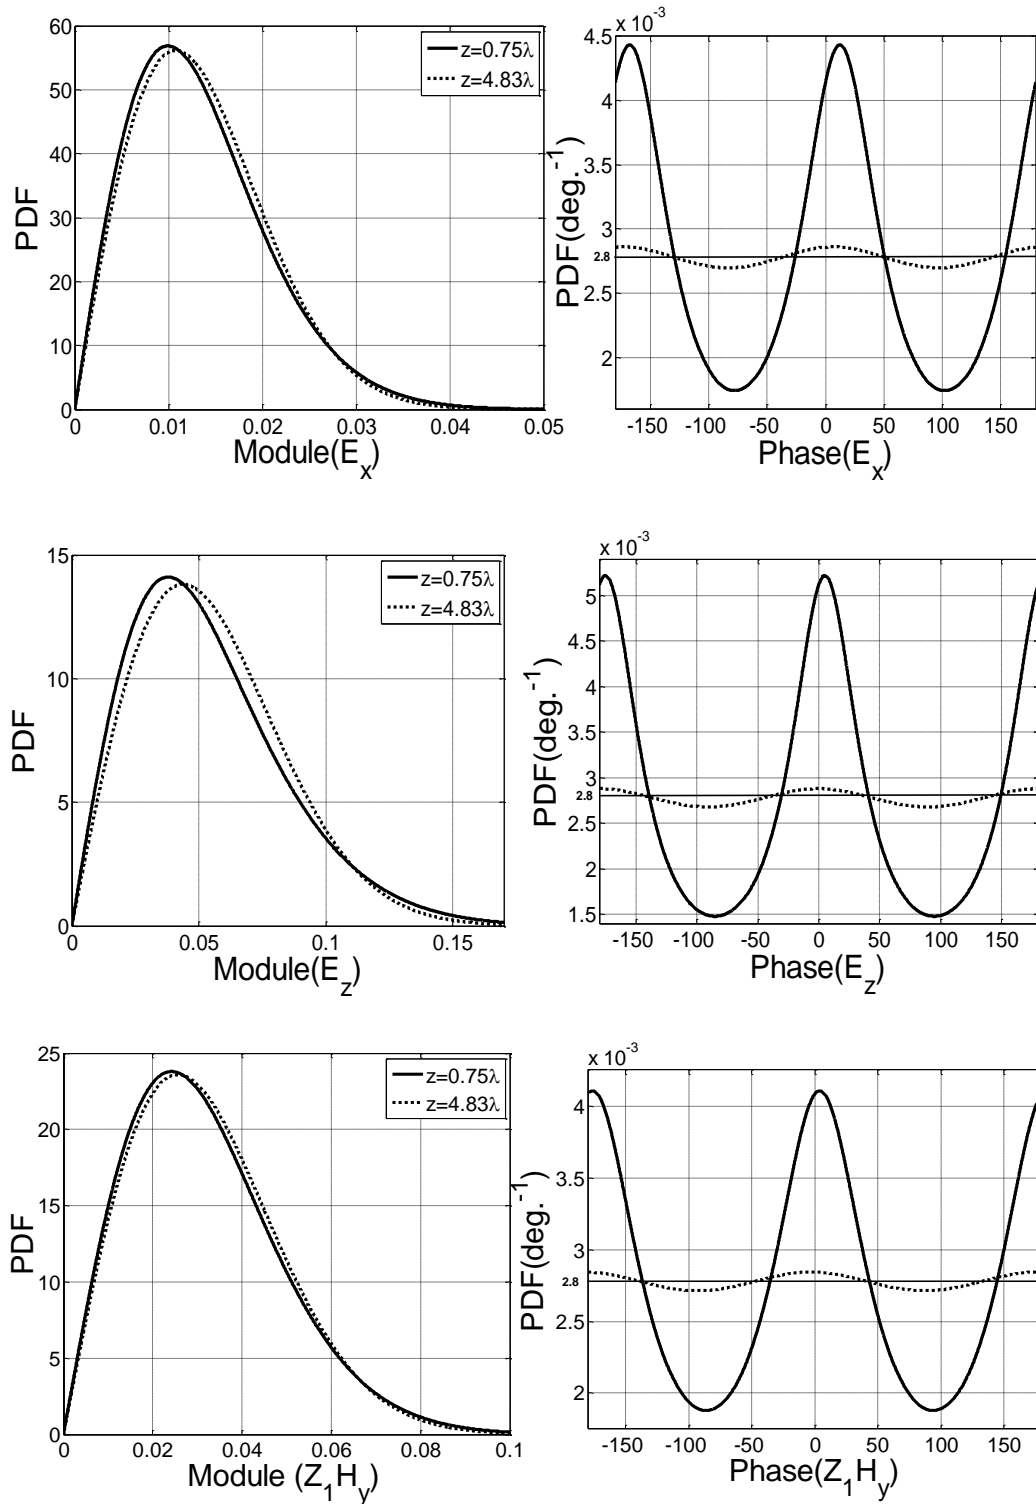 60
50
40
30
20
10
0
PDF
0 0.01 0.02 0.03 0.04 0.05
Module(E_x)
z=0.75λ
z=4.83λ
x 10^-3
4.5
4
3.5
3
2.8
2.5
2
PDF(deg.^-1)
-150 -100 -50 0 50 100 150
Phase(E_x)
15
10
5
0
PDF
0 0.05 0.1 0.15
Module(E_z)
z=0.75λ
z=4.83λ
x 10^-3
5
4.5
4
3.5
3
2.8
2.5
2
1.5
PDF(deg.^-1)
-150 -100 -50 0 50 100 150
Phase(E_z)
25
20
15
10
5
0
PDF
0 0.02 0.04 0.06 0.08 0.1
Module (Z_1H_y)
z=0.75λ
z=4.83λ
x 10^-3
4
3.5
3
2.8
2.5
2
PDF(deg.^-1)
-150 -100 -50 0 50 100 150
Phase(Z_1H_y)